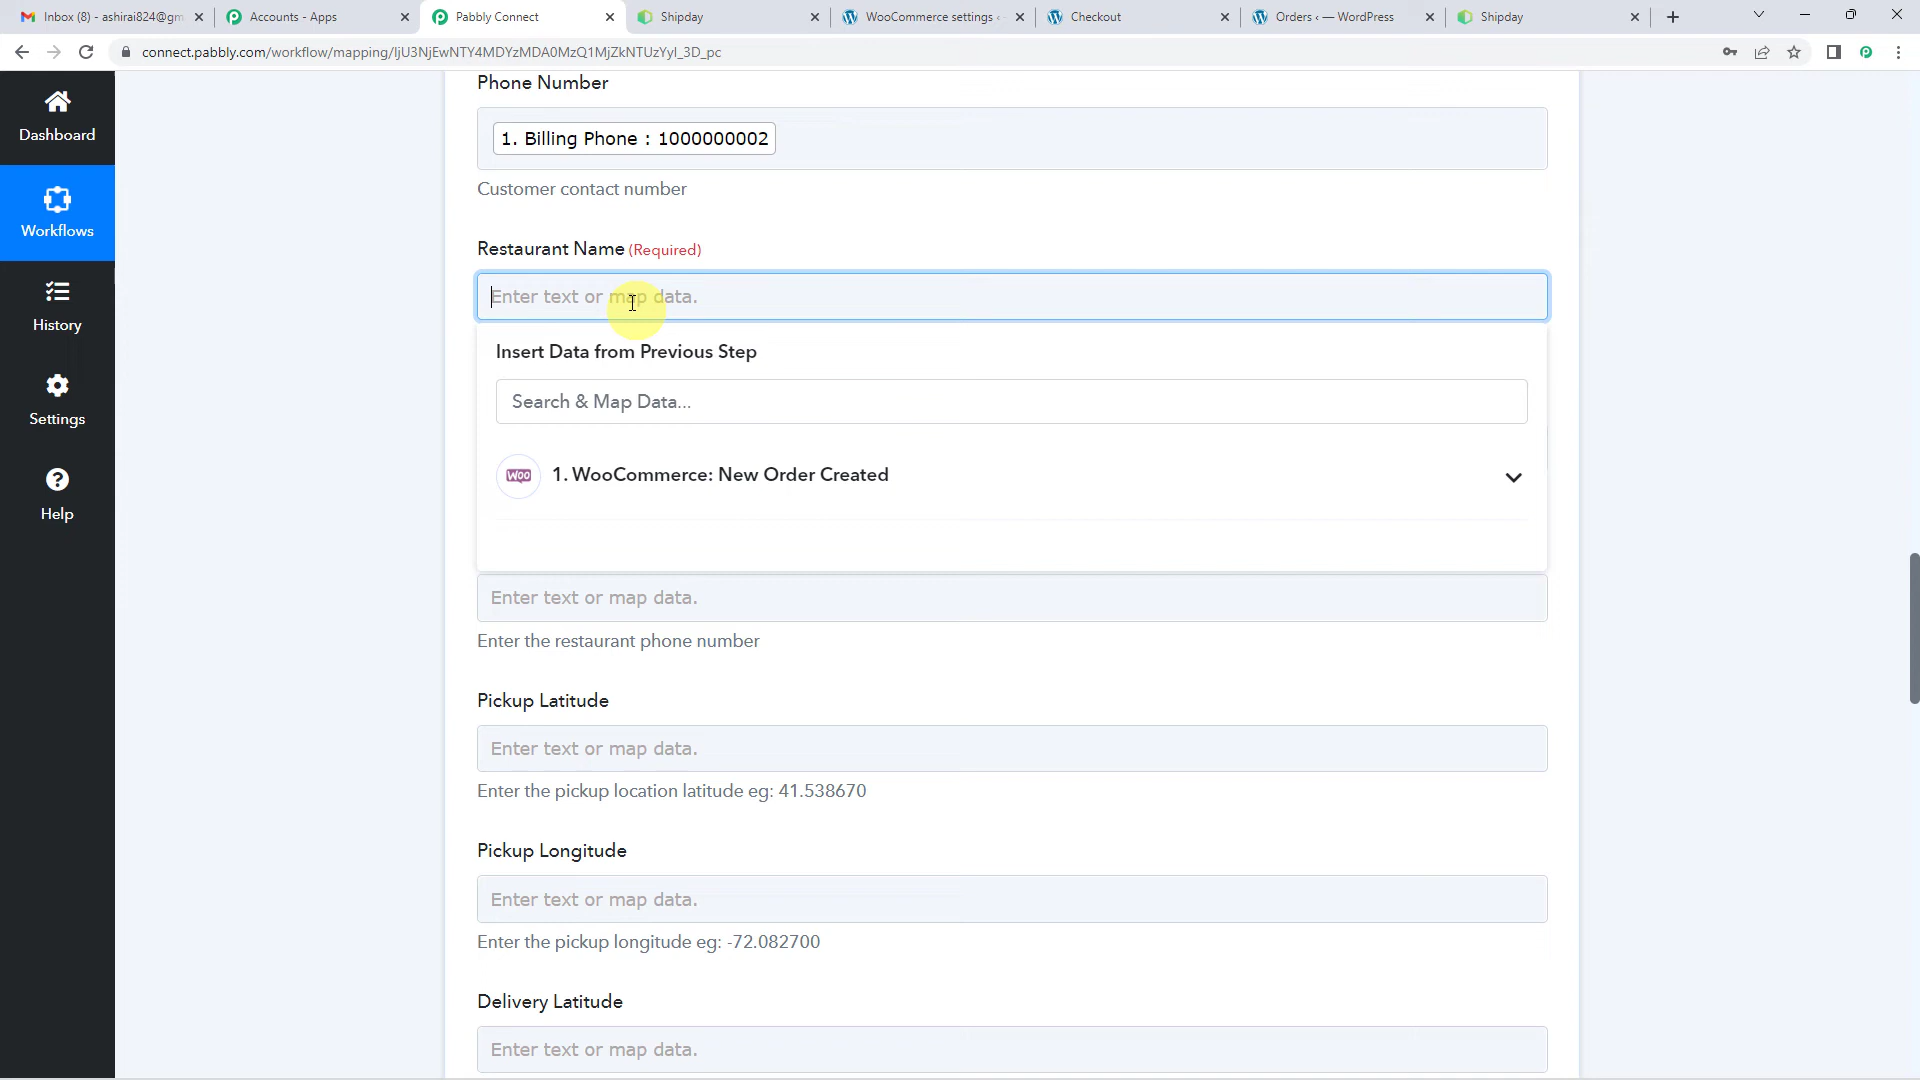 Inbox (8) - ashirai824@gm
Accounts - Apps
Pabbly Connect
Shipday
WooCommerce settings ‹
Checkout
Orders ‹ — WordPress
Shipday
connect.pabbly.com/workflow/mapping/IjU3NjEwNTY4MDYzMDA0MzQ1MjZkNTUzYyI_3D_pc
Dashboard
Workflows
History
Settings
Help
Phone Number
1. Billing Phone : 1000000002
Customer contact number
Restaurant Name (Required)
Enter text or map data.
Insert Data from Previous Step
Search & Map Data...
WOO
1. WooCommerce: New Order Created
Enter text or map data.
Enter the restaurant phone number
Pickup Latitude
Enter text or map data.
Enter the pickup location latitude eg: 41.538670
Pickup Longitude
Enter text or map data.
Enter the pickup longitude eg: -72.082700
Delivery Latitude
Enter text or map data.